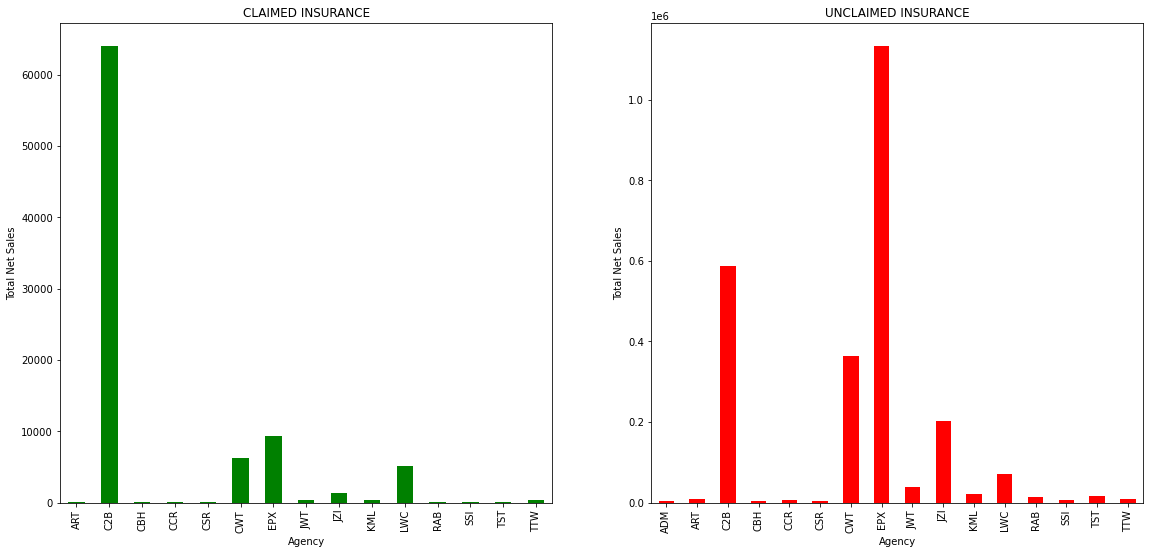 CLAIMED INSURANCE
Total Net Sales
60000
50000
40000
30000
20000
10000
0
ART C2B CBH CCR CSR CWT EPX JWT JZI KML LWC RAB SSI TST TTW
Agency
UNCLAIMED INSURANCE
1e6
Total Net Sales
1.0
0.8
0.6
0.4
0.2
0.0
ADM ART C2B CBH CCR CSR CWT EPX JWT JZI KML LWC RAB SSI TST TTW
Agency